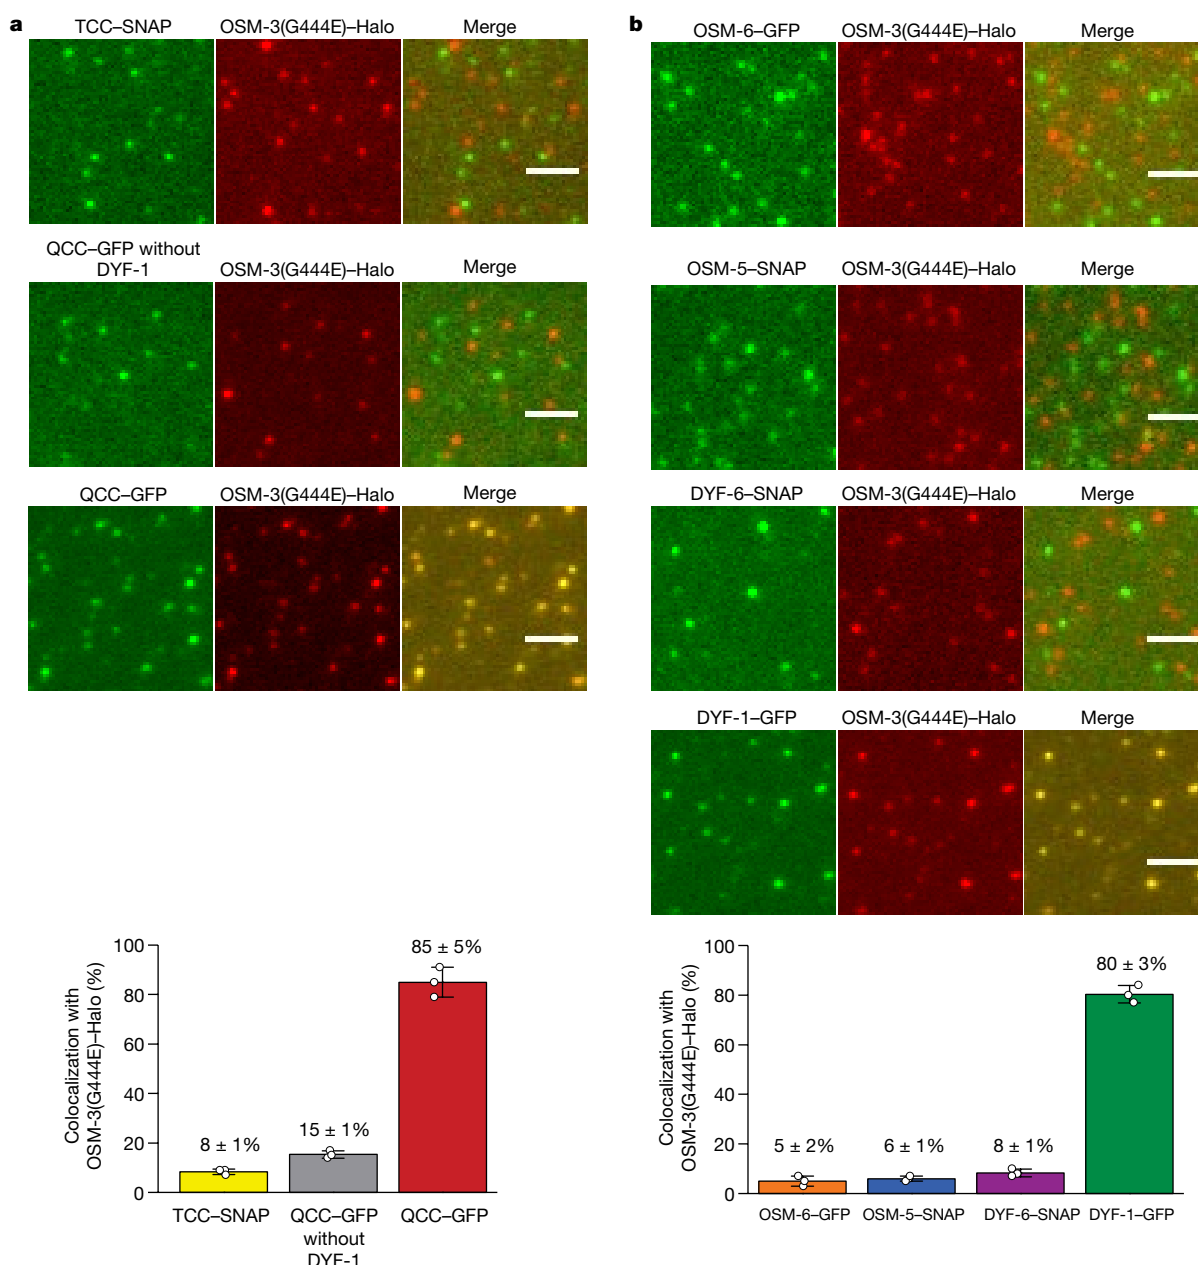 a
TCC–SNAP OSM-3(G444E)–Halo Merge
QCC–GFP without
DYF-1 OSM-3(G444E)–Halo Merge
QCC–GFP OSM-3(G444E)–Halo Merge
Colocalization with
OSM-3(G444E)–Halo (%)
100
80
60
40
20
0
8 ± 1%
15 ± 1%
85 ± 5%
TCC–SNAP
QCC–GFP
without
DYF-1
QCC–GFP
b
OSM-6–GFP OSM-3(G444E)–Halo Merge
OSM-5–SNAP OSM-3(G444E)–Halo Merge
DYF-6–SNAP OSM-3(G444E)–Halo Merge
DYF-1–GFP OSM-3(G444E)–Halo Merge
Colocalization with
OSM-3(G444E)–Halo (%)
100
80
60
40
20
0
5 ± 2%
6 ± 1%
8 ± 1%
80 ± 3%
OSM-6–GFP OSM-5–SNAP DYF-6–SNAP DYF-1–GFP